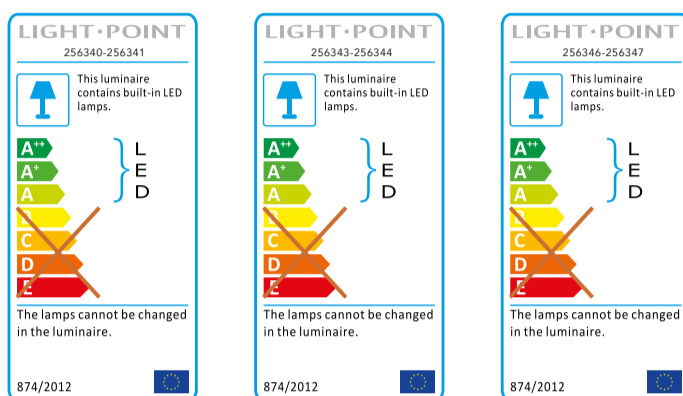 LIGHT·POINT
256340-256341
This luminaire
contains built-in LED
lamps.
A++
A+
A
B
C
D
E
L
E
D
The lamps cannot be changed
in the luminaire.
874/2012
LIGHT·POINT
256343-256344
This luminaire
contains built-in LED
lamps.
A++
A+
A
B
C
D
E
L
E
D
The lamps cannot be changed
in the luminaire.
874/2012
LIGHT·POINT
256346-256347
This luminaire
contains built-in LED
lamps.
A++
A+
A
B
C
D
E
L
E
D
The lamps cannot be changed
in the luminaire.
874/2012